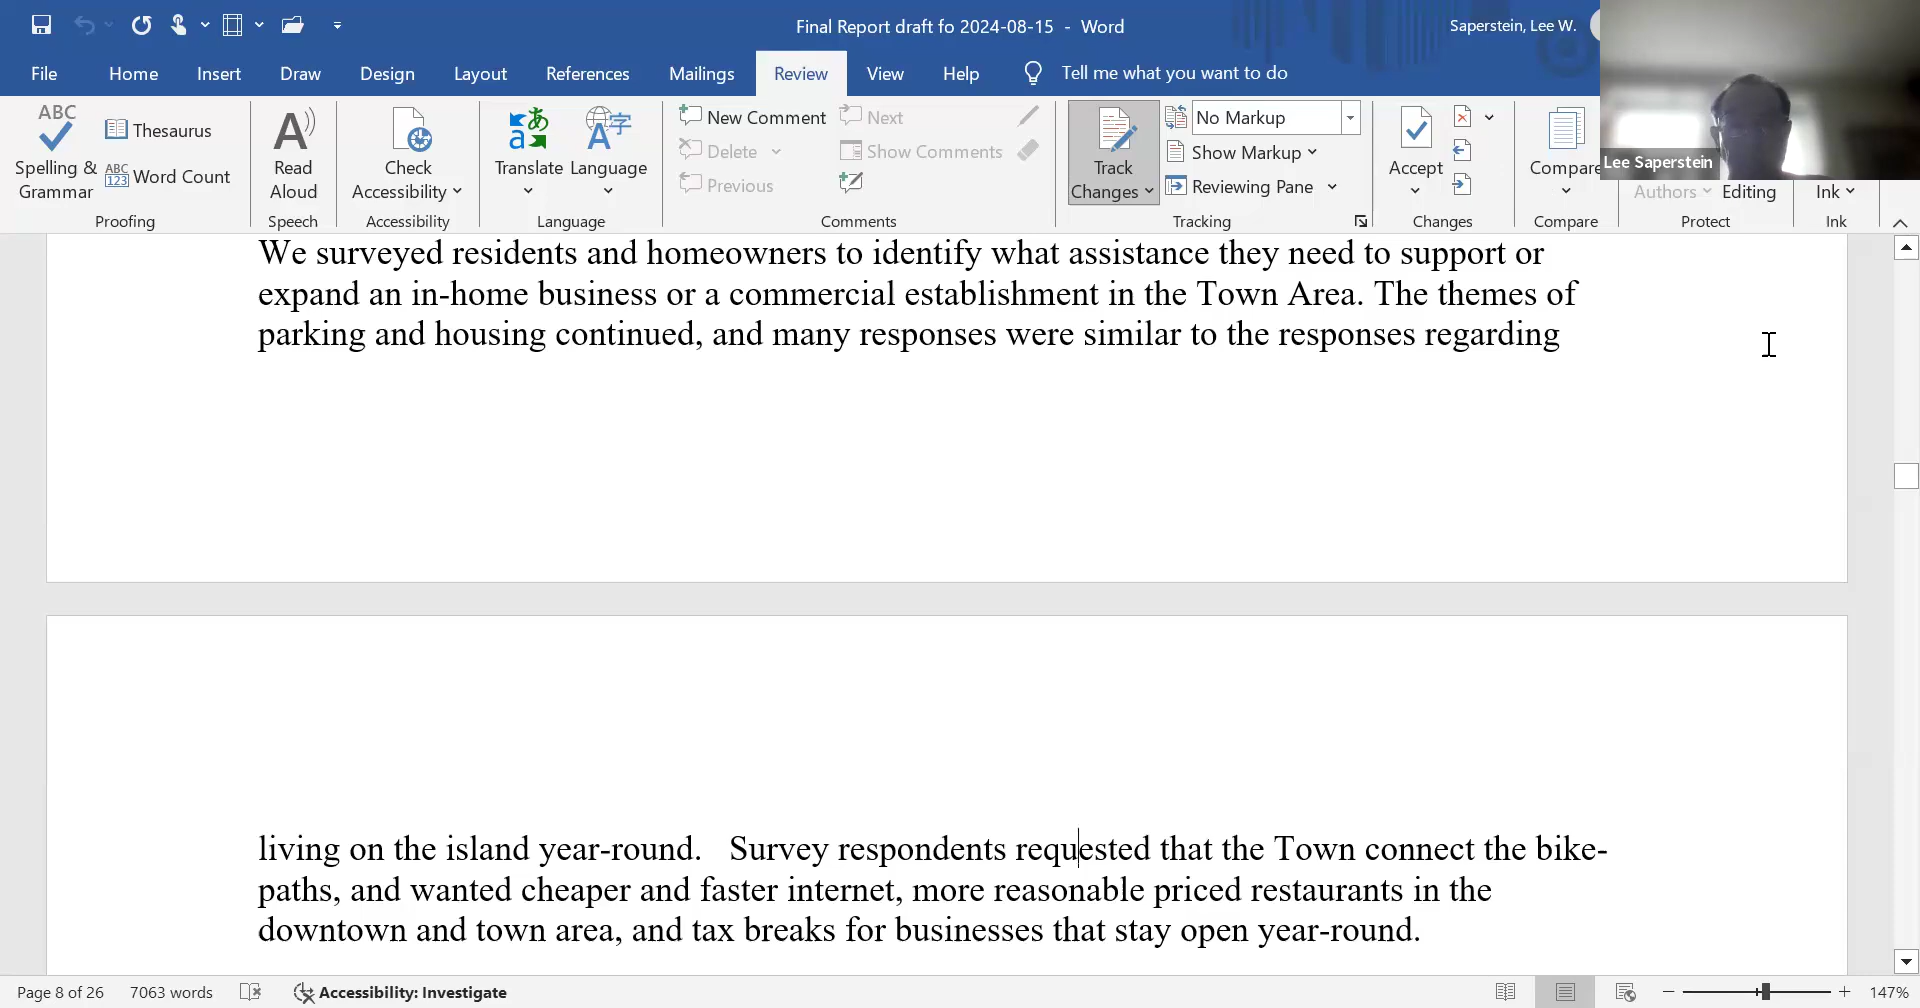 Final Report draft fo 2024-08-15 - Word
Saperstein, Lee W.
File Home Insert Draw Design Layout References Mailings Review View Help Tell me what you want to do
ABC
Spelling & Grammar
Thesaurus
ABC 123 Word Count
Proofing
Read Aloud
Speech
Check Accessibility
Accessibility
Translate
Language
Language
New Comment
Delete
Previous
Next
Show Comments
Comments
Track Changes
No Markup
Show Markup
Reviewing Pane
Tracking
Accept
Changes
Compare
Compare
Authors
Editing
Protect
Ink
Ink
Lee Saperstein
We surveyed residents and homeowners to identify what assistance they need to support or
expand an in-home business or a commercial establishment in the Town Area. The themes of
parking and housing continued, and many responses were similar to the responses regarding
living on the island year-round. Survey respondents requested that the Town connect the bike-
paths, and wanted cheaper and faster internet, more reasonable priced restaurants in the
downtown and town area, and tax breaks for businesses that stay open year-round.
Page 8 of 26 7063 words Accessibility: Investigate 147%